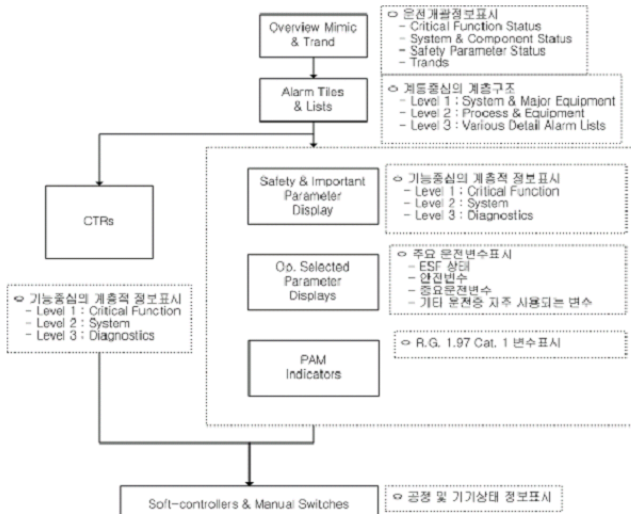 Overview Mimic
& Trand
운전개괄정보표시
- Critical Function Status
- System & Component Status
- Safety Parameter Status
- Trands
Alarm Tiles
& Lists
계통중심의 계층구조
- Level 1 : System & Major Equipment
- Level 2 : Process & Equipment
- Level 3 : Various Detail Alarm Lists
CTRs
기능중심의 계층적 정보표시
- Level 1 : Critical Function
- Level 2 : System
- Level 3 : Diagnostics
Safety & Important
Parameter
Display
기능중심의 계층적 정보표시
- Level 1 : Critical Function
- Level 2 : System
- Level 3 : Diagnostics
Op. Selected
Parameter
Displays
주요 운전변수표시
- ESF 상태
- 안전변수
- 중요운전변수
- 기타 운전중 자주 사용되는 변수
PAM
Indicators
R.G. 1.97 Cat. 1 변수표시
Soft-controllers & Manual Switches
공정 및 기기상태 정보표시